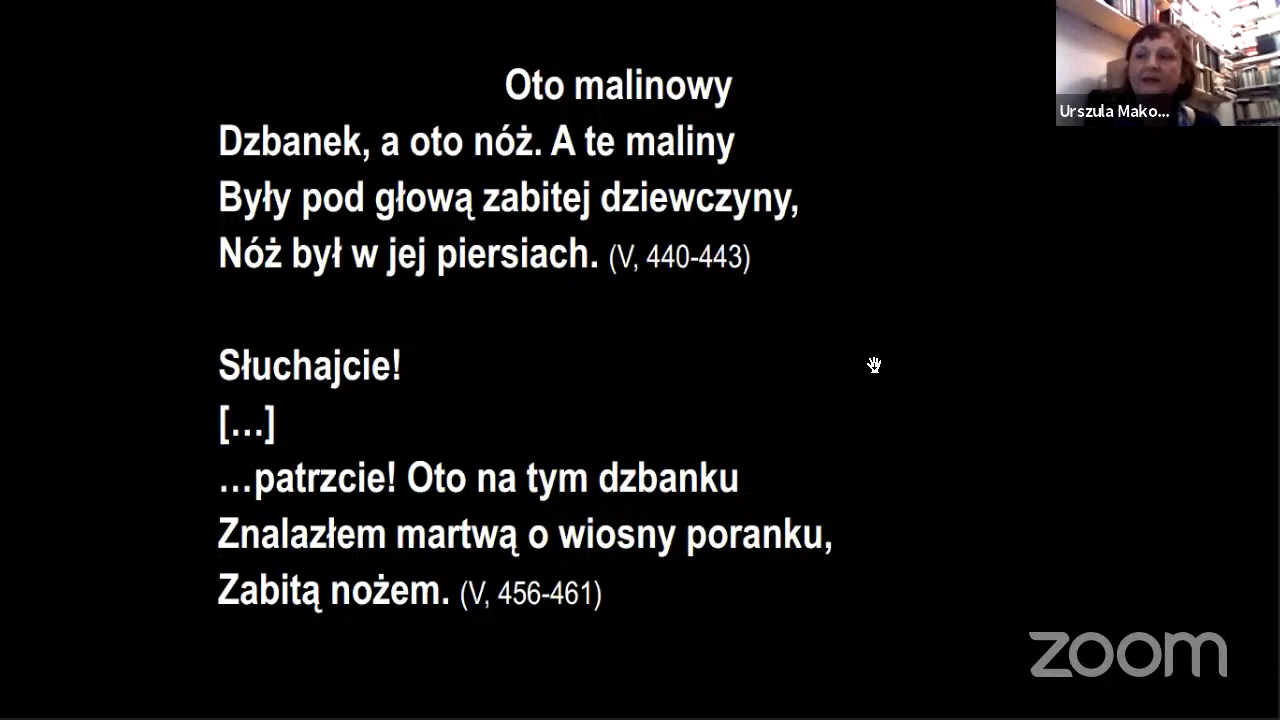 Oto malinowy
Dzbanek, a oto nóż. A te maliny
Były pod głową zabitej dziewczyny,
Nóż był w jej piersiach. (V, 440-443)
Słuchajcie!
[…]
…patrzcie! Oto na tym dzbanku
Znalazłem martwą o wiosny poranku,
Zabitą nożem. (V, 456-461)
Urszula Mako...
zoom